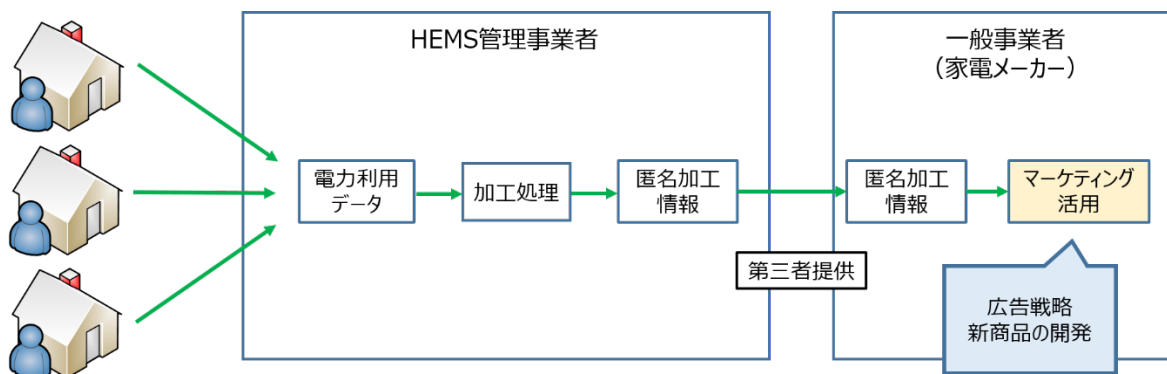 HEMS管理事業者
一般事業者
（家電メーカー）
電力利用
データ
加工処理
匿名加工
情報
匿名加工
情報
マーケティング
活用
第三者提供
広告戦略
新商品の開発